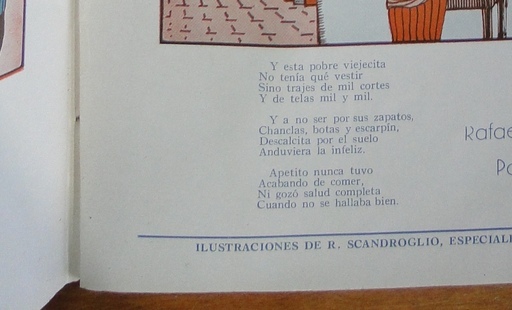 Y esta pobre viejecita
No tenía qué vestir
Sino trajes de mil cortes
Y de telas mil y mil.
Y a no ser por sus zapatos,
Chanclas, botas y escarpín,
Descalcita por el suelo
Anduviera la infeliz.
Apetito nunca tuvo
Acabando de comer,
Ni gozó salud completa
Cuando no se hallaba bien.
Rafae
Po
ILUSTRACIONES DE R. SCANDROGLIO, ESPECIAL